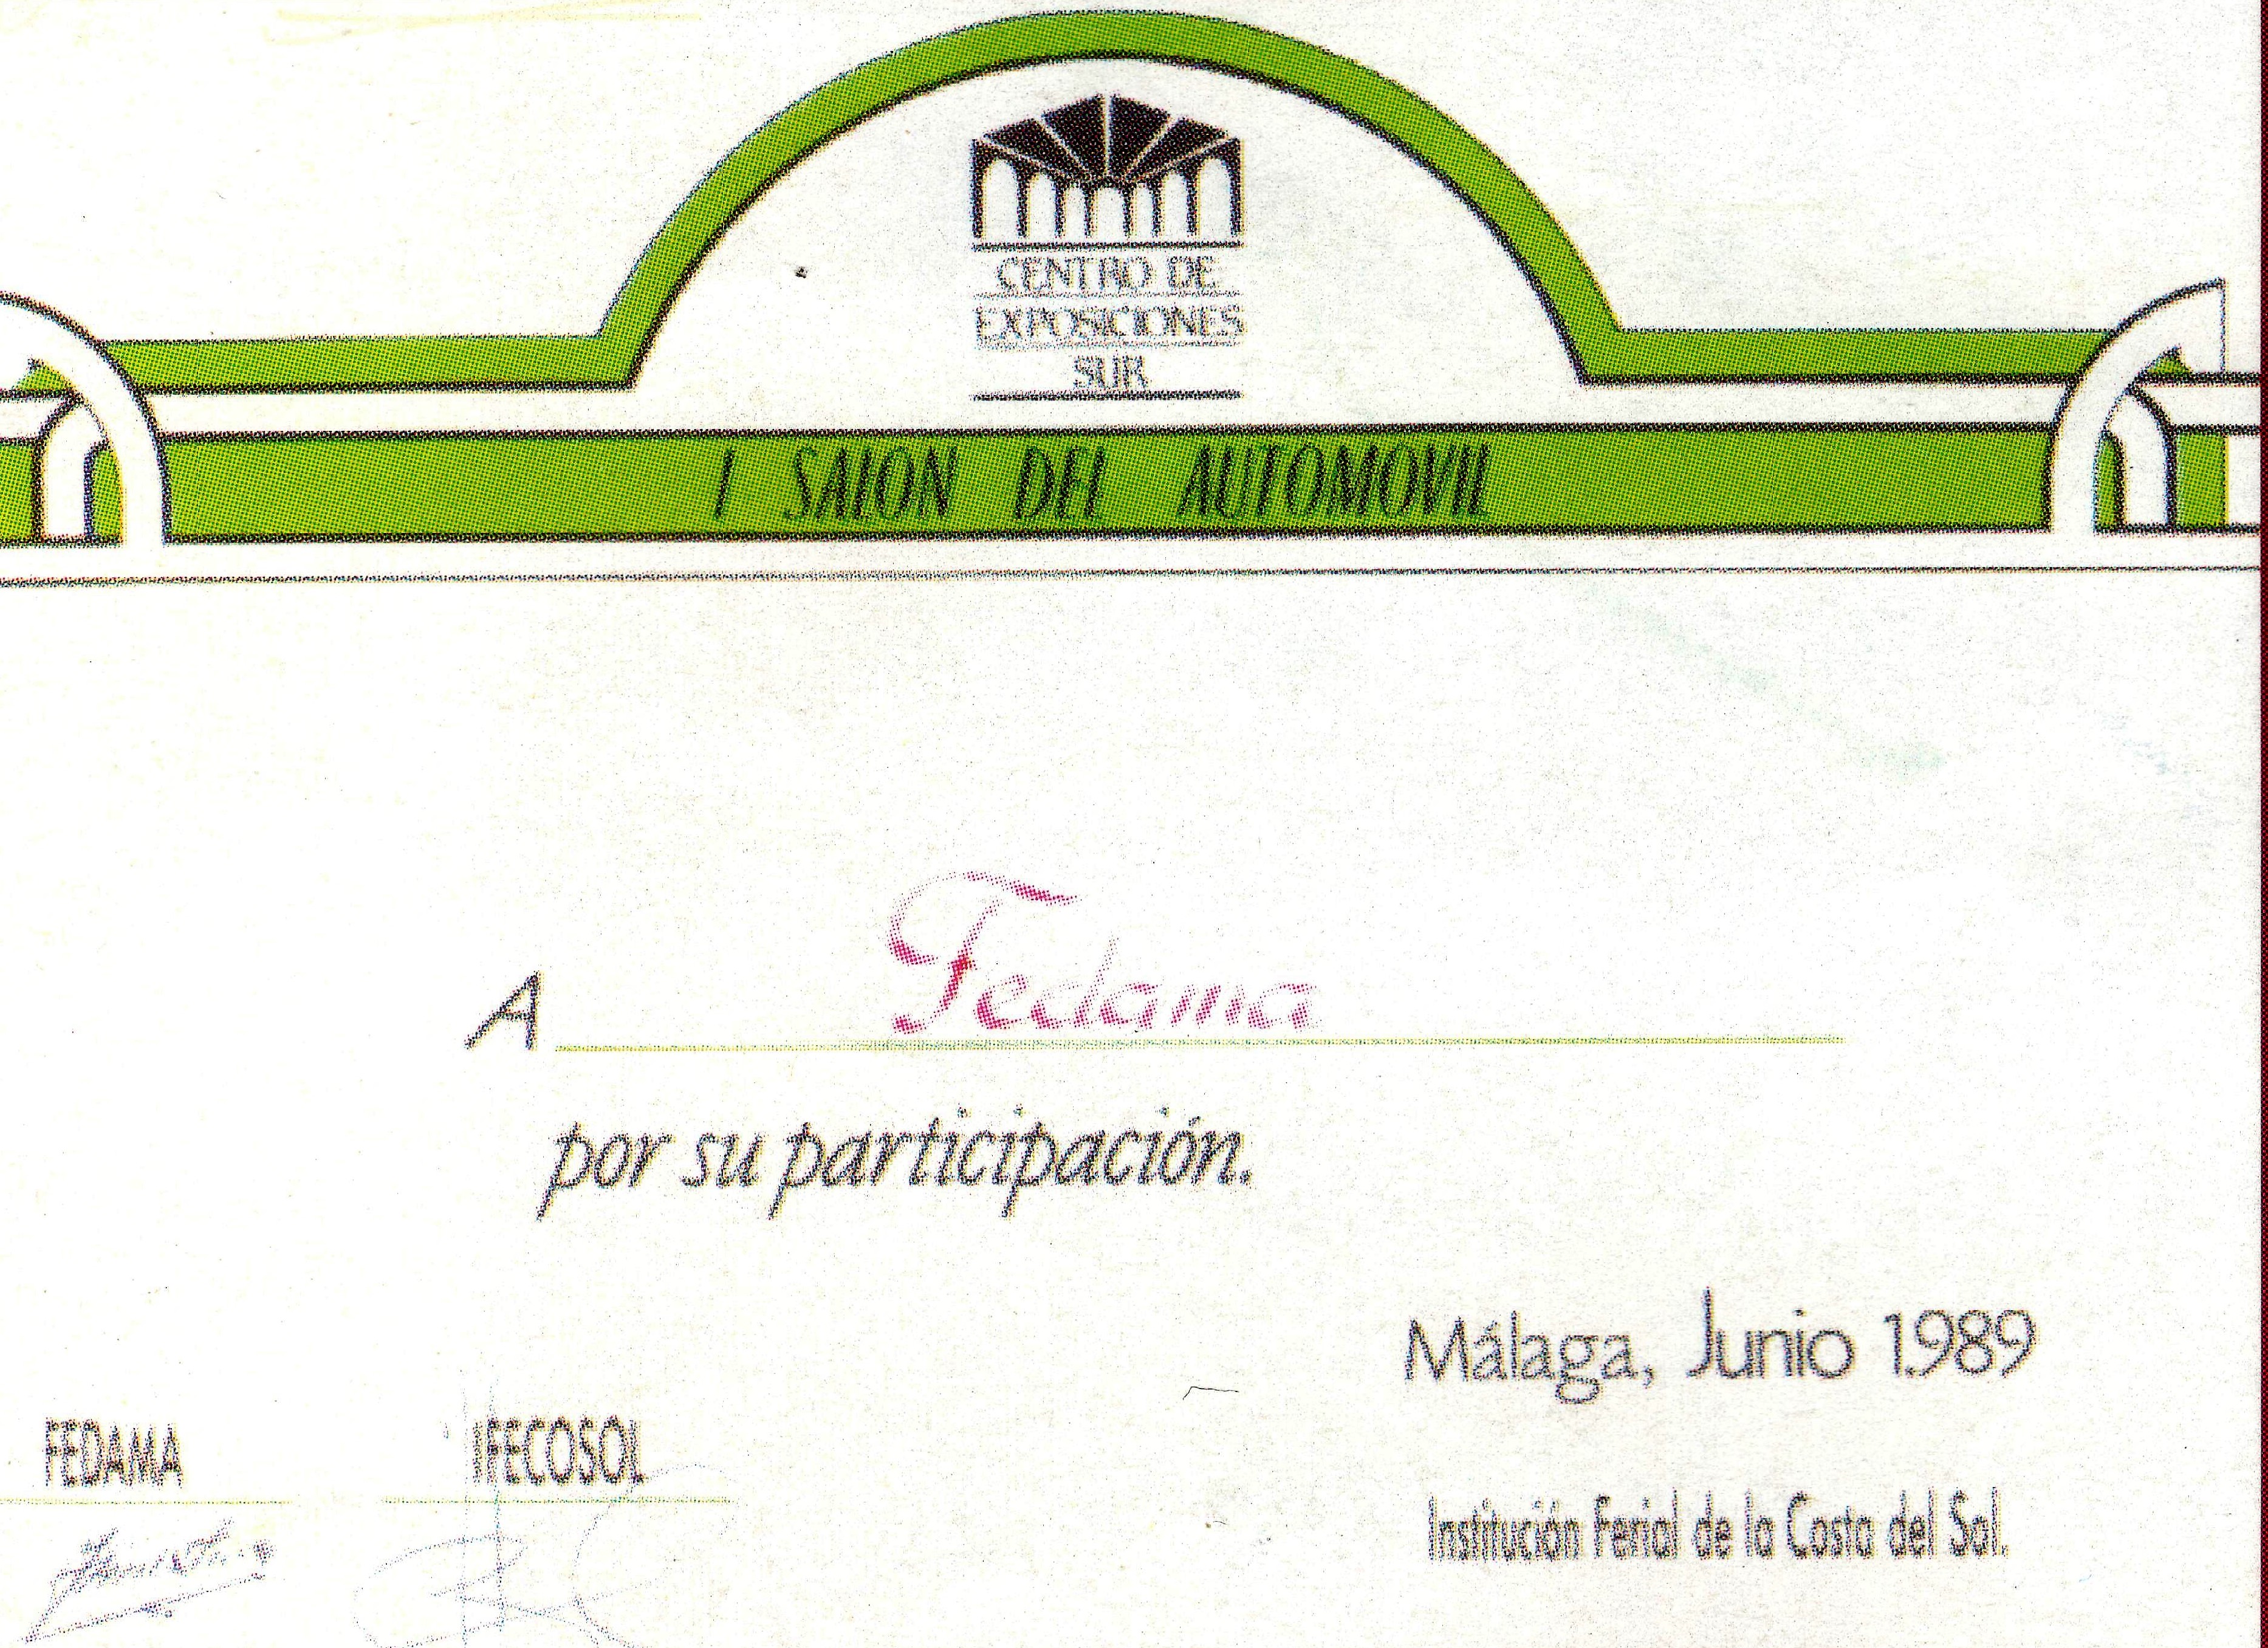 CENTRO DE
EXPOSICIONES
SUR
I SALON DEL AUTOMOVIL
A Fedama
por su participación.
Málaga, Junio 1.989
FEDAMA IFECOSOL
Institución Ferial de la Costa del Sol.